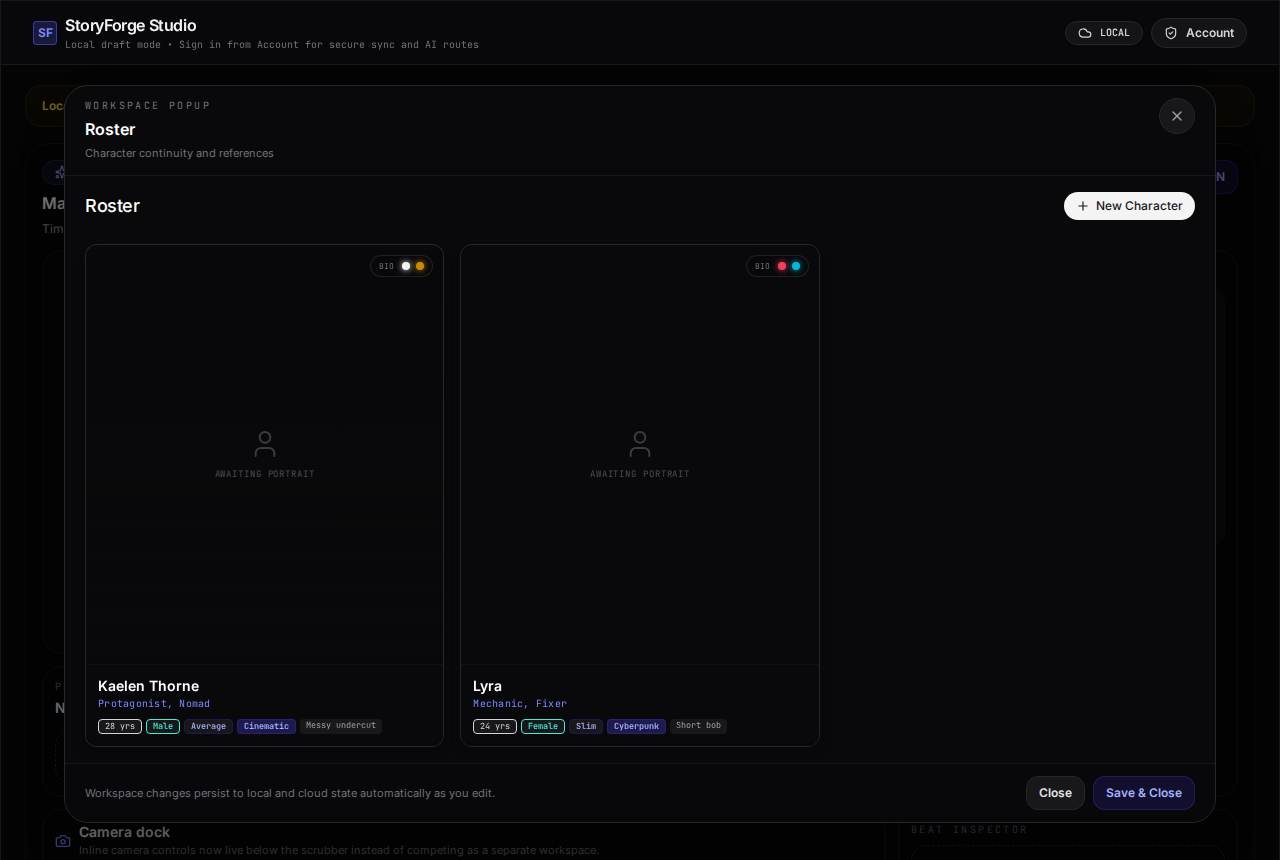 SF
StoryForge Studio
Local draft mode • Sign in from Account for secure sync and AI routes
LOCAL
Account
Loc
WORKSPACE POPUP
Roster
Character continuity and references
Ma
Tim
N
Roster
New Character
BIO
BIO
AWAITING PORTRAIT
AWAITING PORTRAIT
Kaelen Thorne
Protagonist, Nomad
28 yrs
Male
Average
Cinematic
Messy undercut
Lyra
Mechanic, Fixer
24 yrs
Female
Slim
Cyberpunk
Short bob
P
N
Workspace changes persist to local and cloud state automatically as you edit.
Close
Save & Close
Camera dock
Inline camera controls now live below the scrubber instead of competing as a separate workspace.
BEAT INSPECTOR